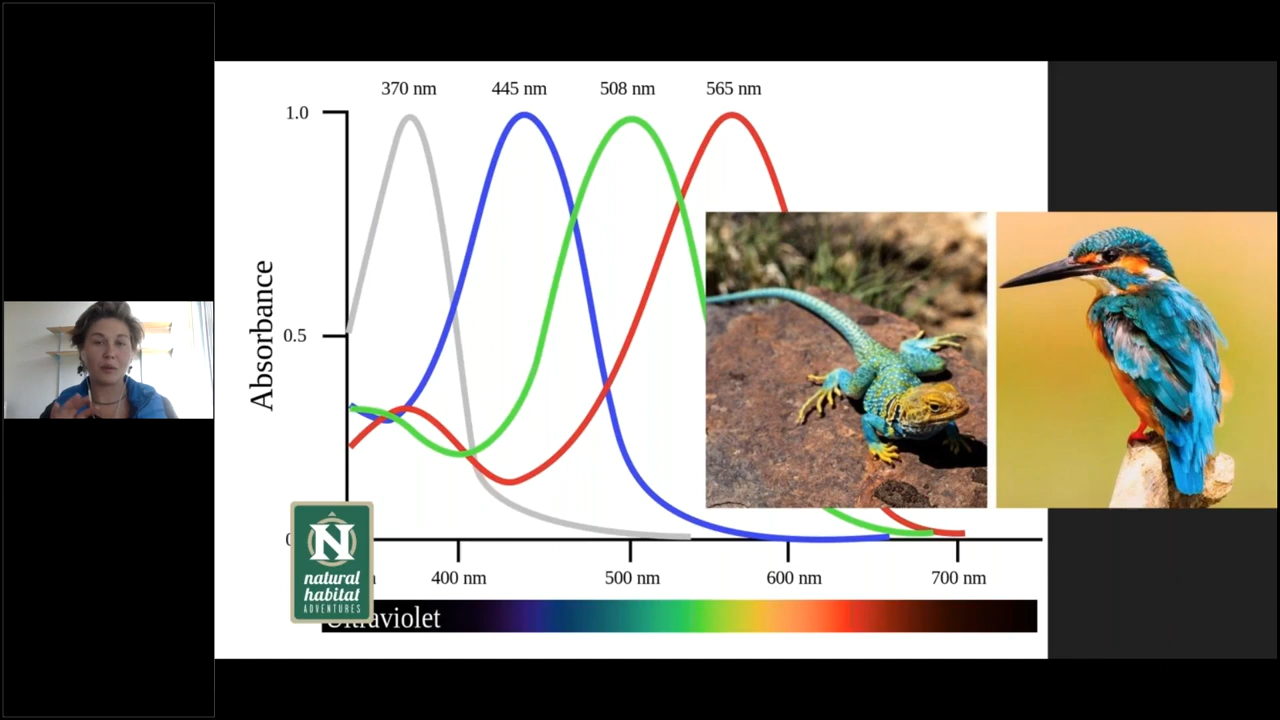 370 nm 445 nm 508 nm 565 nm
1.0
Absorbance
0.5
400 nm 500 nm 600 nm 700 nm
N
natural
habitat
ADVENTURES
Ultraviolet